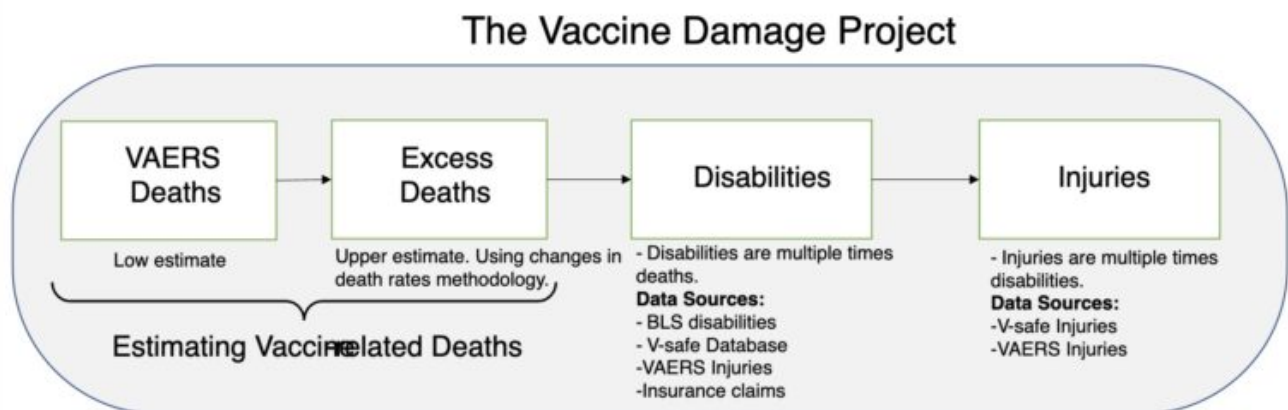 The Vaccine Damage Project
VAERS
Deaths
Excess
Deaths
Disabilities
Injuries
Low estimate
Upper estimate. Using changes in
death rates methodology.
- Disabilities are multiple times
deaths.
Data Sources:
- BLS disabilities
- V-safe Database
-VAERS Injuries
-Insurance claims
- Injuries are multiple times
disabilities.
Data Sources:
-V-safe Injuries
-VAERS Injuries
Estimating Vaccine related Deaths